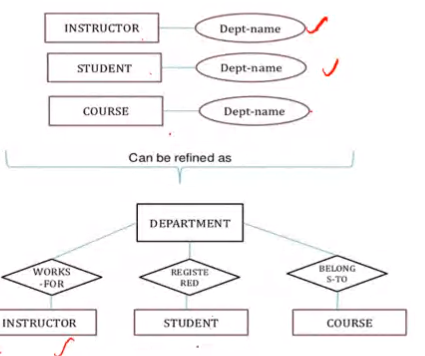 INSTRUCTOR Dept-name
STUDENT Dept-name
COURSE Dept-name
Can be refined as
DEPARTMENT
WORKS
-FOR
REGISTE
RED
BELONG
S-TO
INSTRUCTOR STUDENT COURSE